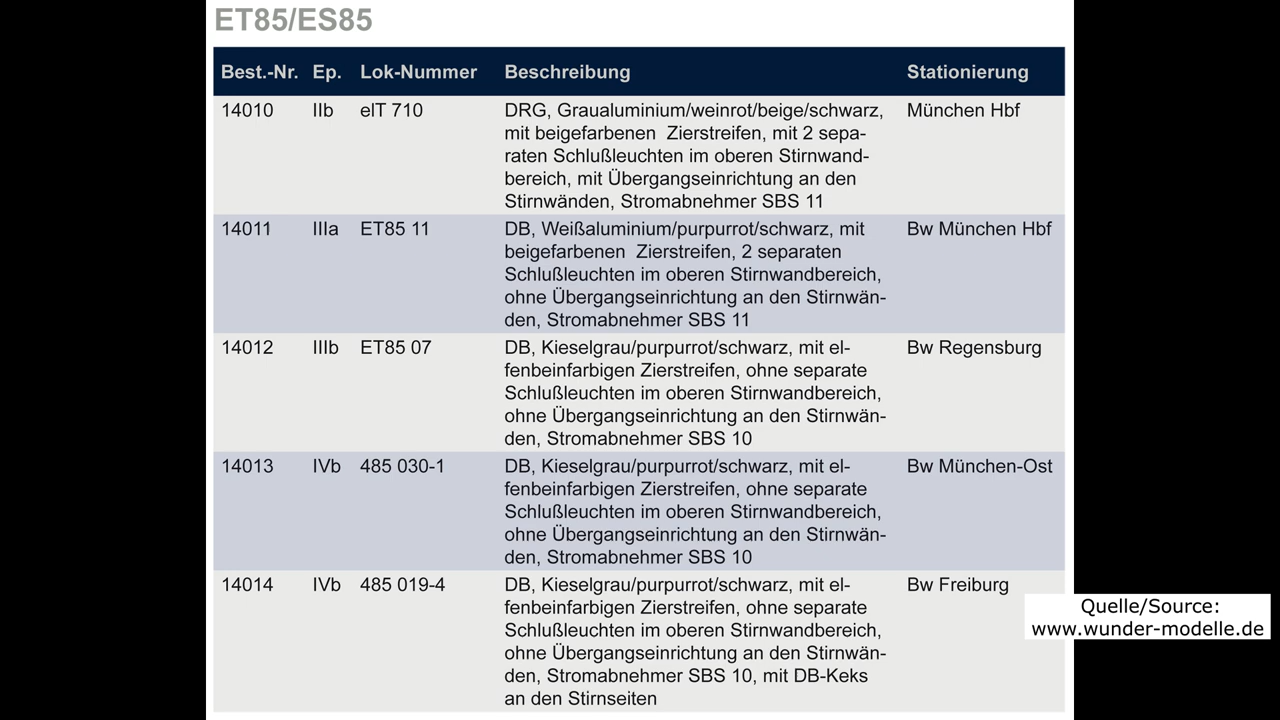 ET85/ES85
Best.-Nr. Ep. Lok-Nummer Beschreibung Stationierung
14010 IIb elT 710 DRG, Graualuminium/weinrot/beige/schwarz, München Hbf
mit beigefarbenen Zierstreifen, mit 2 sepa-
raten Schlußleuchten im oberen Stirnwand-
bereich, mit Übergangseinrichtung an den
Stirnwänden, Stromabnehmer SBS 11
14011 IIIa ET85 11 DB, Weißaluminium/purpurrot/schwarz, mit Bw München Hbf
beigefarbenen Zierstreifen, 2 separaten
Schlußleuchten im oberen Stirnwandbereich,
ohne Übergangseinrichtung an den Stirnwän-
den, Stromabnehmer SBS 11
14012 IIIb ET85 07 DB, Kieselgrau/purpurrot/schwarz, mit el- Bw Regensburg
fenbeinfarbigen Zierstreifen, ohne separate
Schlußleuchten im oberen Stirnwandbereich,
ohne Übergangseinrichtung an den Stirnwän-
den, Stromabnehmer SBS 10
14013 IVb 485 030-1 DB, Kieselgrau/purpurrot/schwarz, mit el- Bw München-Ost
fenbeinfarbigen Zierstreifen, ohne separate
Schlußleuchten im oberen Stirnwandbereich,
ohne Übergangseinrichtung an den Stirnwän-
den, Stromabnehmer SBS 10
14014 IVb 485 019-4 DB, Kieselgrau/purpurrot/schwarz, mit el- Bw Freiburg
fenbeinfarbigen Zierstreifen, ohne separate
Schlußleuchten im oberen Stirnwandbereich,
ohne Übergangseinrichtung an den Stirnwän-
den, Stromabnehmer SBS 10, mit DB-Keks
an den Stirnseiten
Quelle/Source:
www.wunder-modelle.de